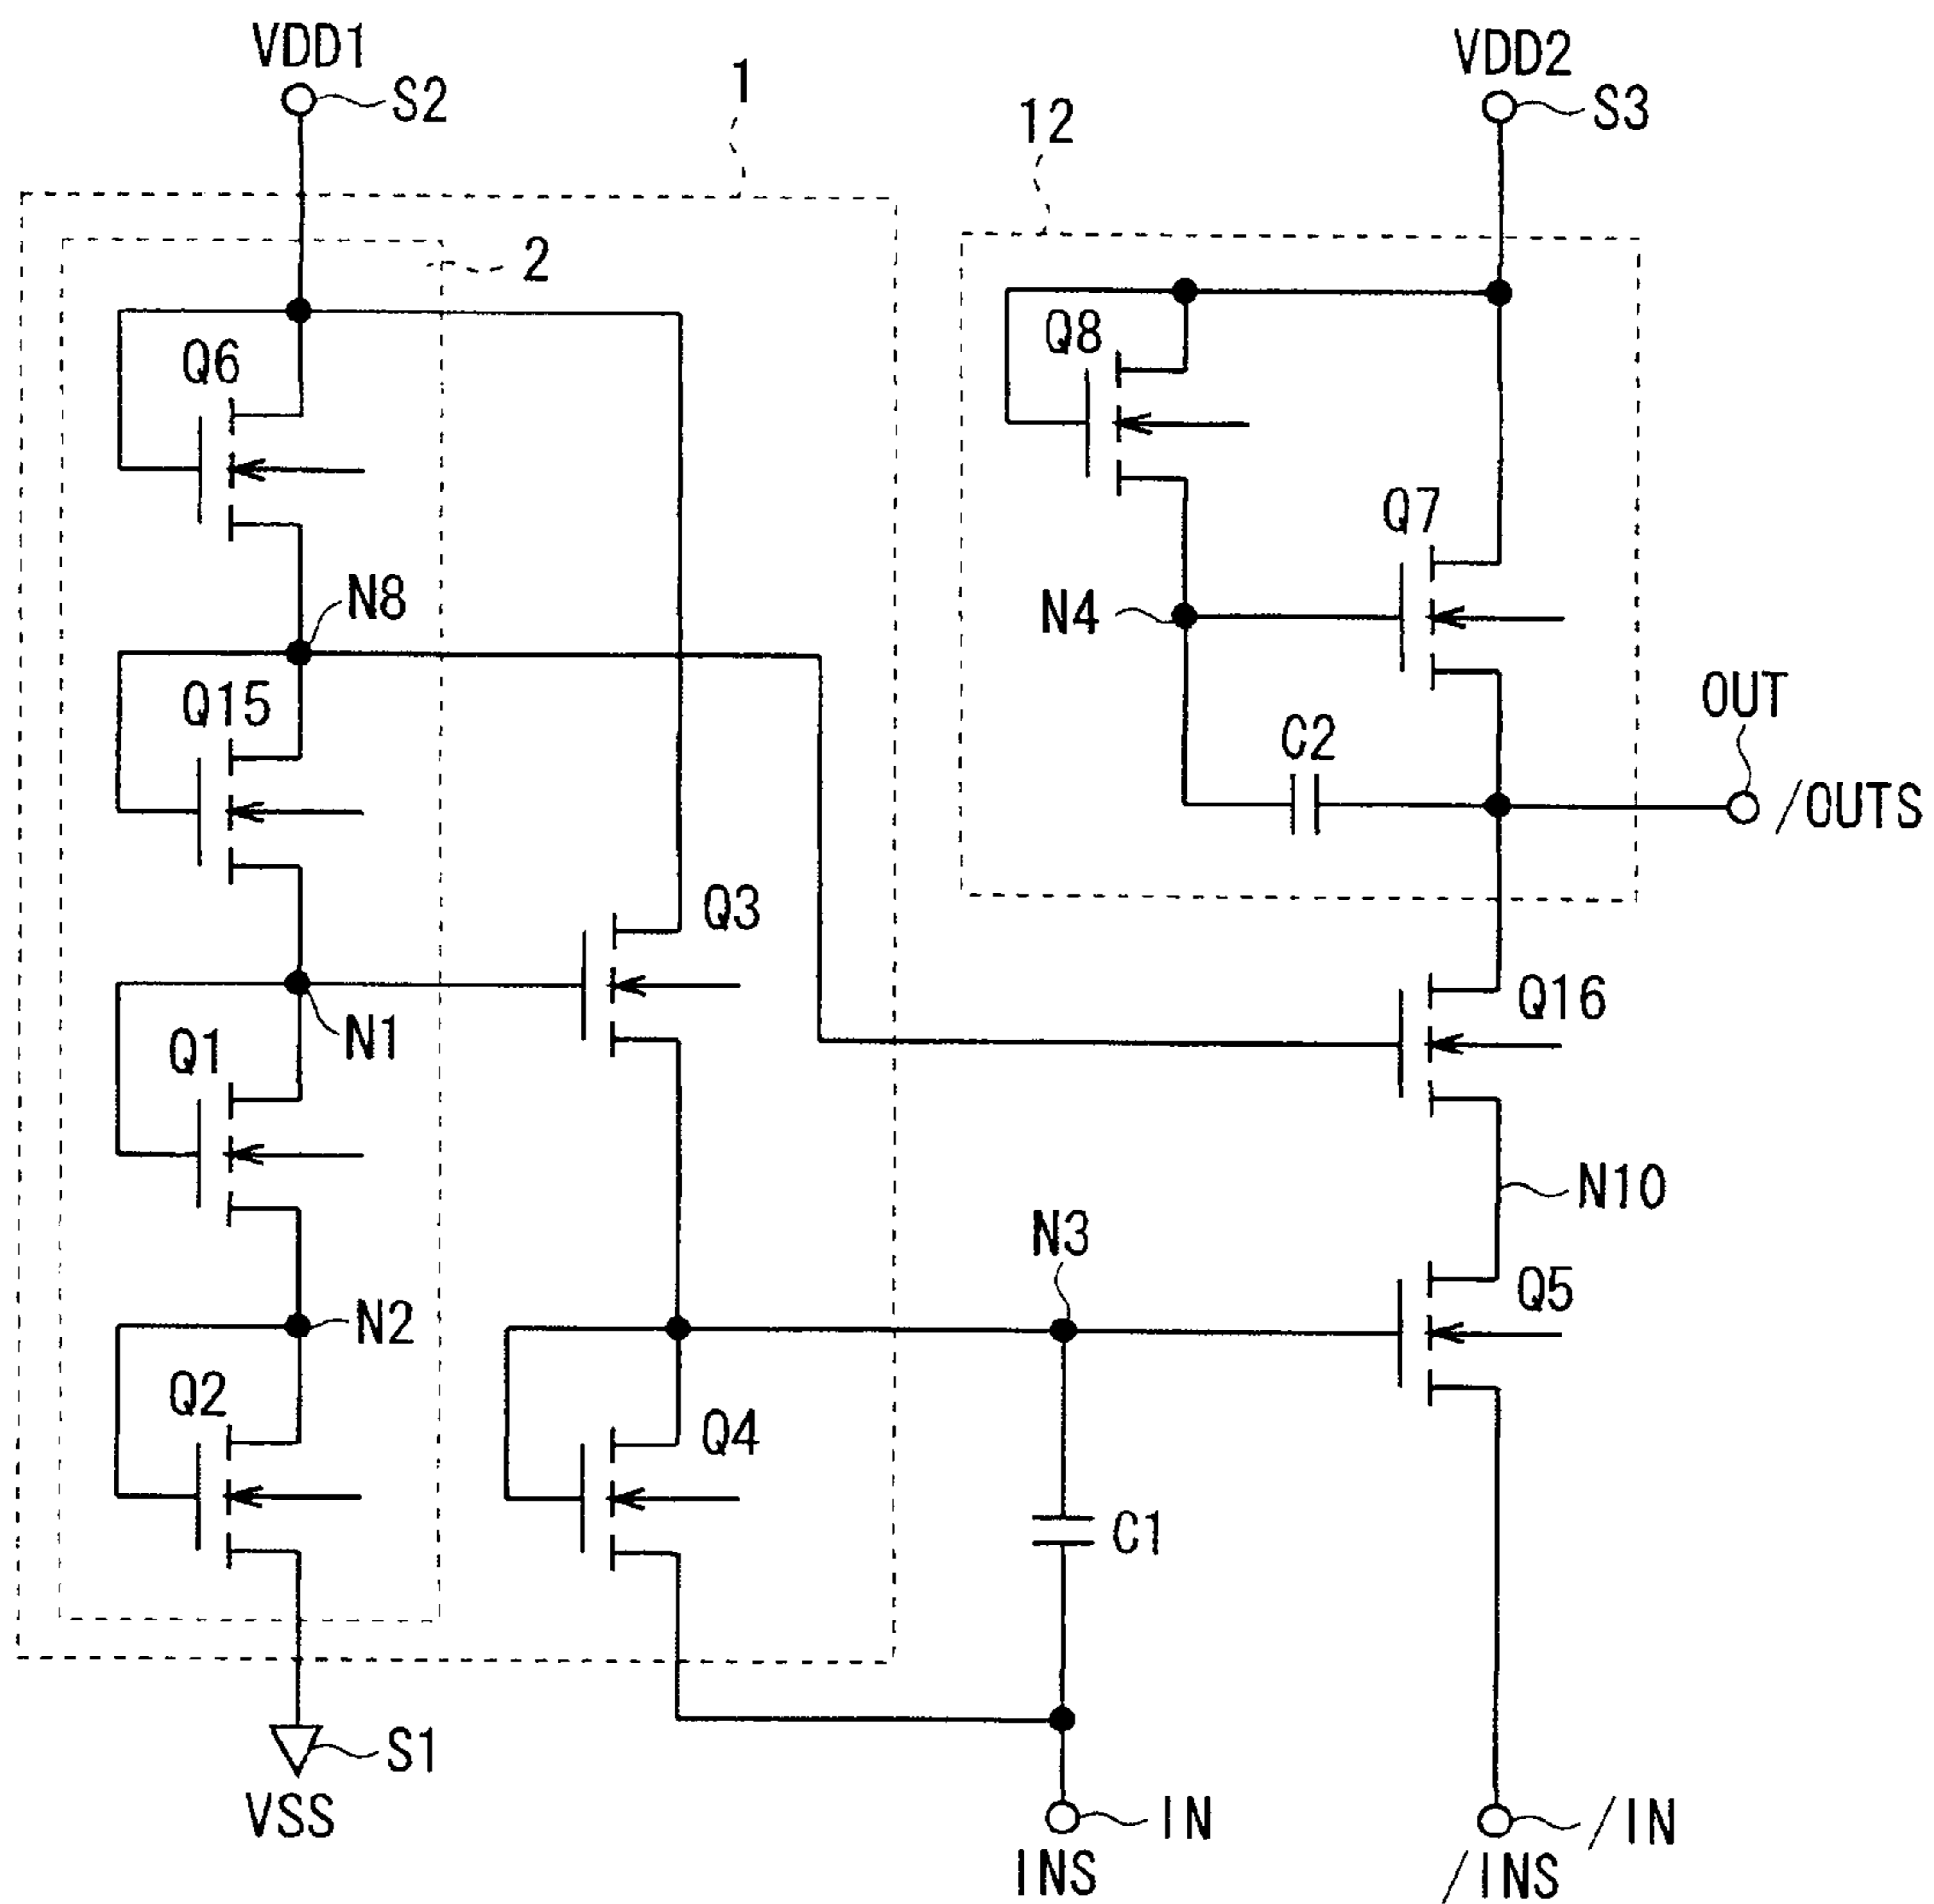 VDD1
S2
1
VDD2
S3
12
2
Q6
Q8
Q7
N8
N4
Q15
C2
OUT
/OUTS
Q3
Q16
N1
Q1
N10
N3
Q5
N2
Q2
Q4
C1
S1
VSS
IN
INS
/IN
/INS